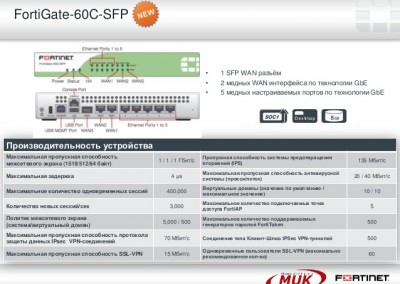 FortiGate-60C-SFP
NEW
Ethernet Ports 1 to 5
FORTINET
Power
Status
HA
WAN1
WAN2
Console Port
USB Port
USB MGMT Port
WAN1
WAN2
Ethernet Ports 1 to 5
• 1 SFP WAN разъём
• 2 медных WAN интерфейса по технологии GbE
• 5 медных настраиваемых портов по технологии GbE
SOC1
Desktop
Производительность устройства
Максимальная пропускная способность межсетевого экрана (1518/512/64 байт)
1 / 1 / 1 Гбит/с
Пропускная способность системы предотвращения вторжений (IPS)
135 Мбит/с
Максимальная задержка
4 μs
Максимальная пропускная способность антивирусной системы (прокси/поток)
Мбит/с
Максимальное количество одновременных сессий
400,000
Виртуальные домены (значение по умолчанию / максимальное значение)
10 / 10
Количество новых сессий/сек
3,000
Максимальное количество подключаемых точек доступа FortiAP
5
Политик межсетевого экрана (система/виртуальный домен)
5,000 / 500
Максимальное количество поддерживаемых генераторов паролей FortiToken
500
Максимальная пропускная способность протокола защиты данных IPsec VPN-соединений
70 Мбит/с
Соединение типа Клиент-Шлюз IPSec VPN-туннелей
500
Максимальная пропускная способность SSL-VPN
15 Мбит/с
Одновременные пользователи SSL-VPN (максимально рекомендованное кол-во)
60
MUK
FORTINET